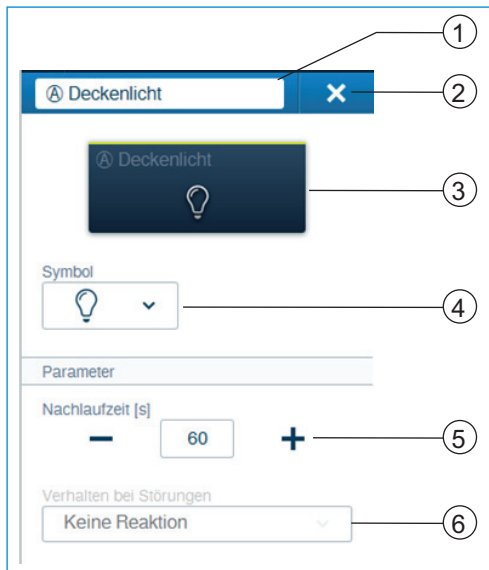 1
Ⓐ Deckenlicht
2
Ⓐ Deckenlicht
3
Symbol
4
Parameter
Nachlaufzeit [s]
60
5
Verhalten bei Störungen
Keine Reaktion
6